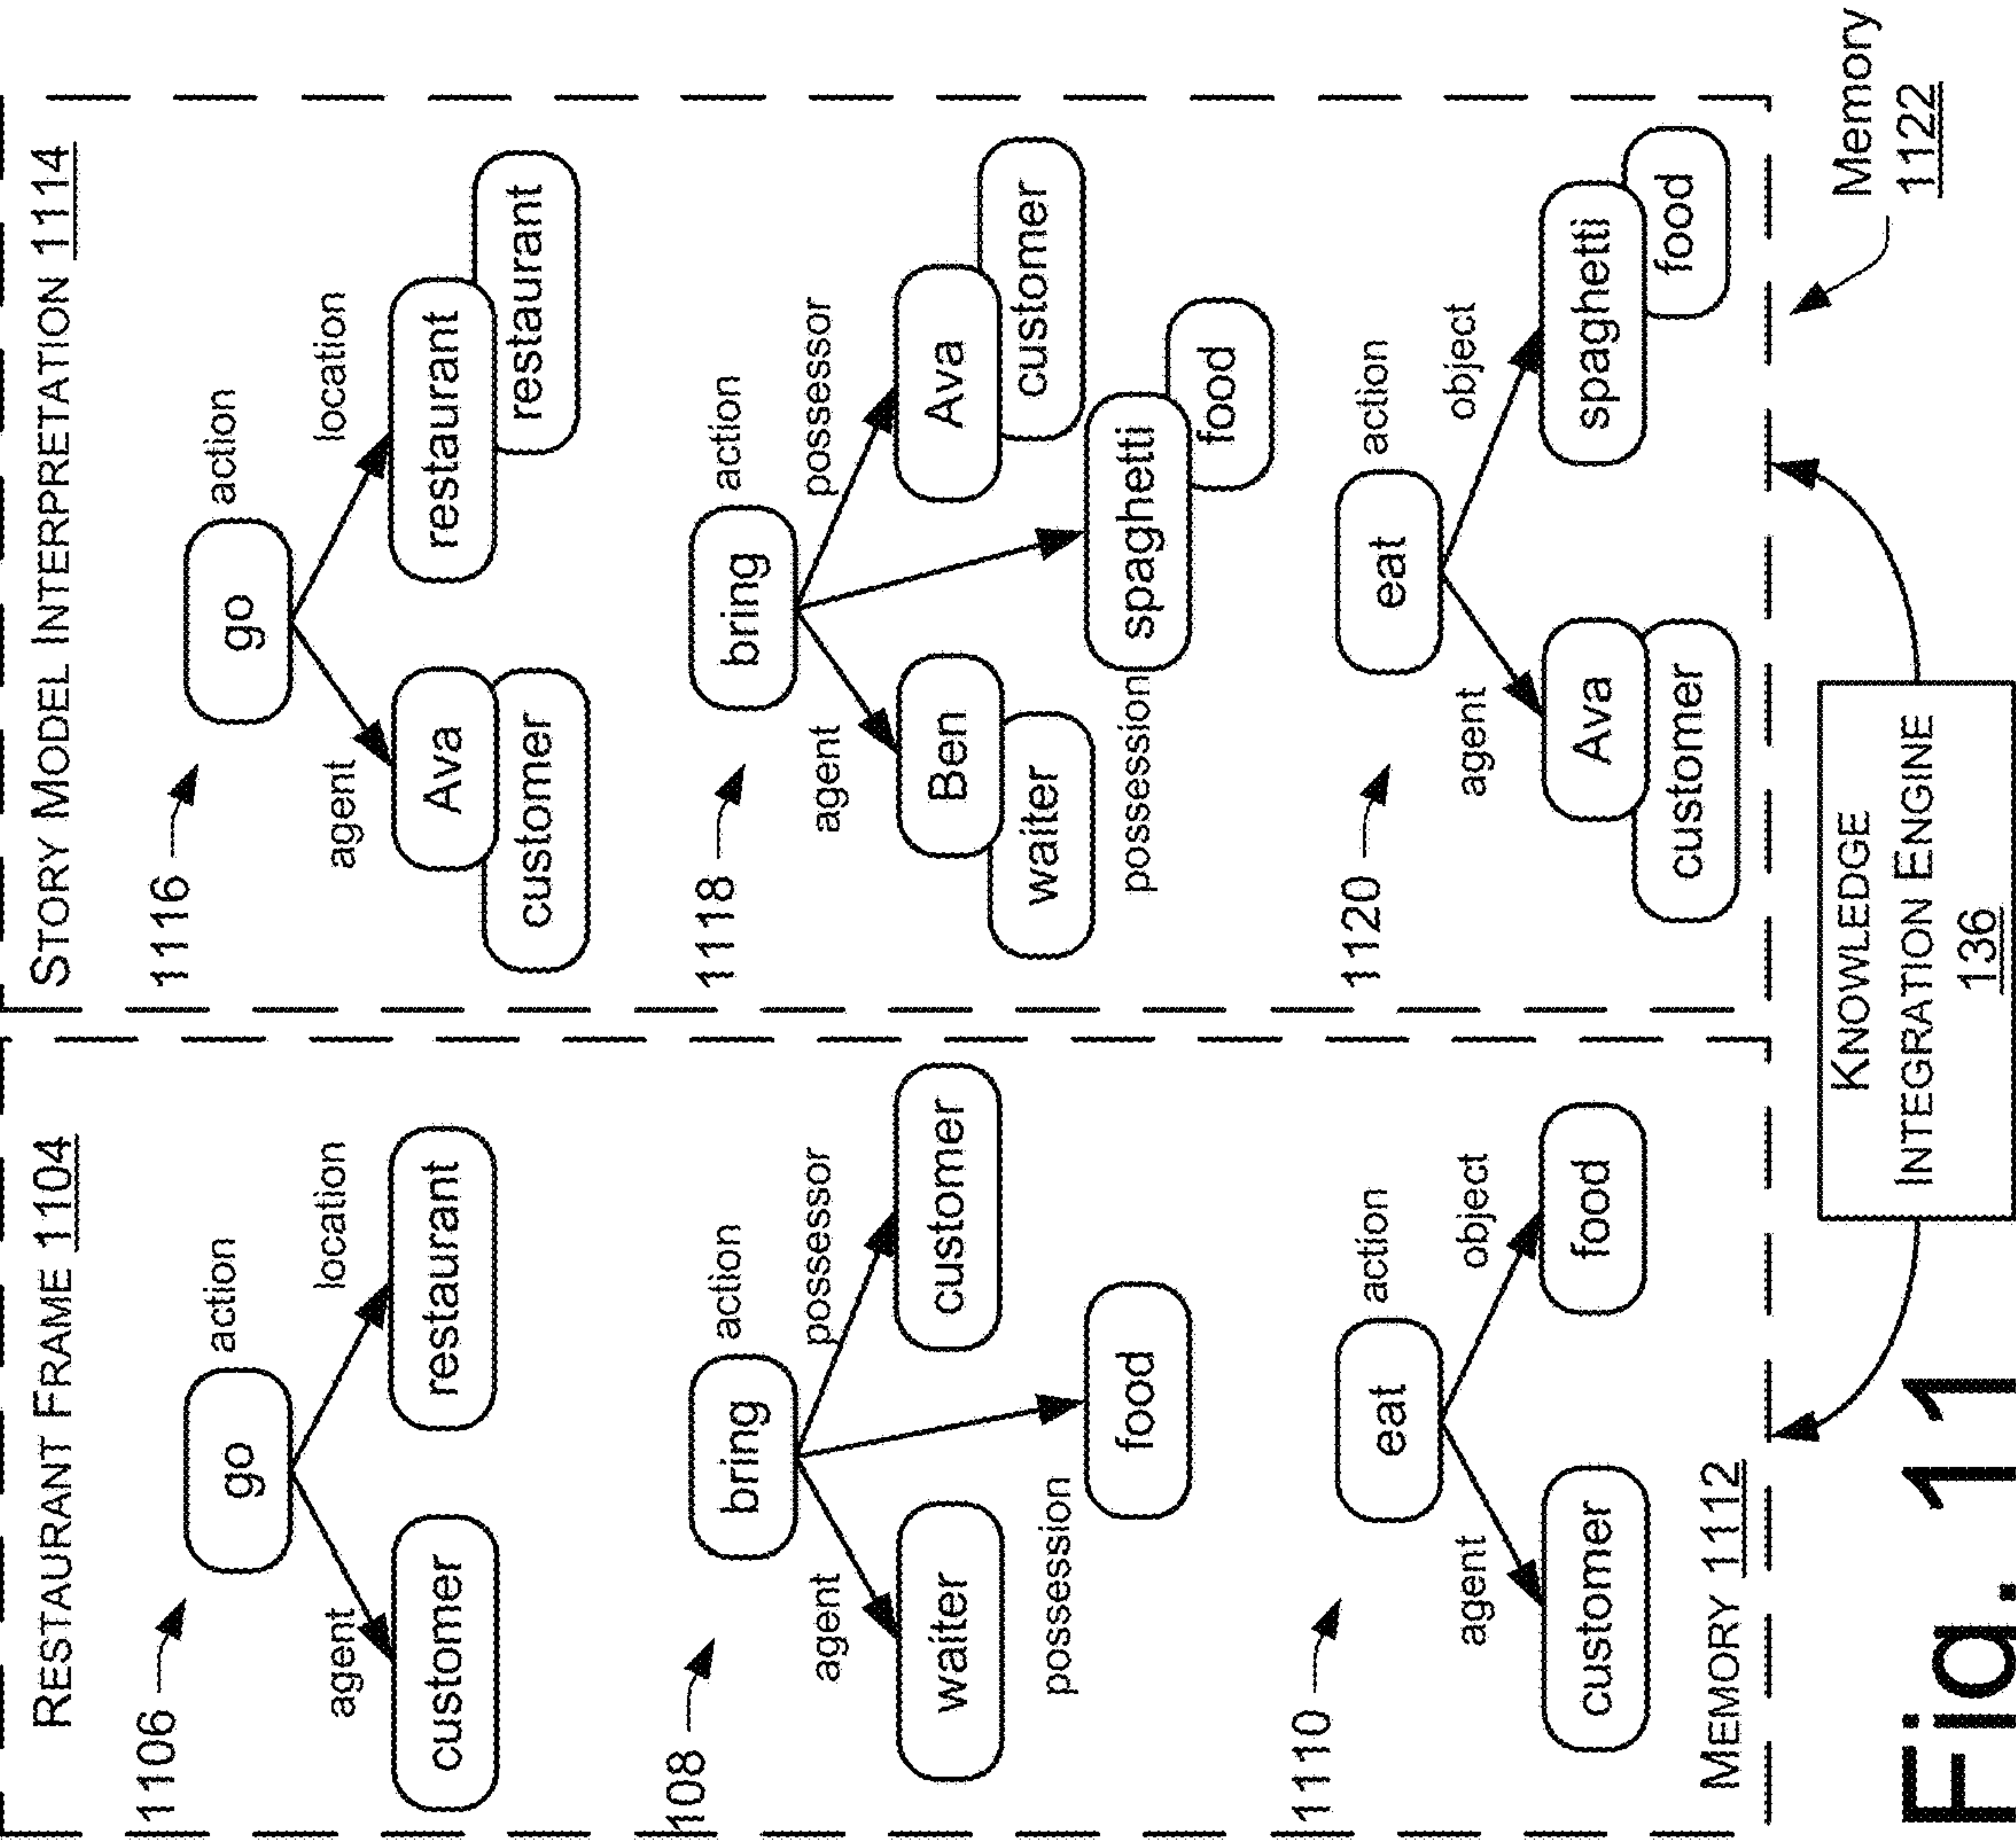 RESTAURANT FRAME 1104
1106
go
action
agent
location
customer
restaurant
108
bring
action
agent
possessor
waiter
customer
possession
food
1110
eat
action
agent
object
customer
food
MEMORY 1112
STORY MODEL INTERPRETATION 1114
1116
go
action
agent
location
Ava
restaurant
customer
restaurant
1118
bring
action
agent
possessor
Ben
Ava
waiter
customer
possession
spaghetti
food
1120
eat
action
agent
object
Ava
spaghetti
customer
food
Memory
1122
KNOWLEDGE
INTEGRATION ENGINE
136
Fig. 11